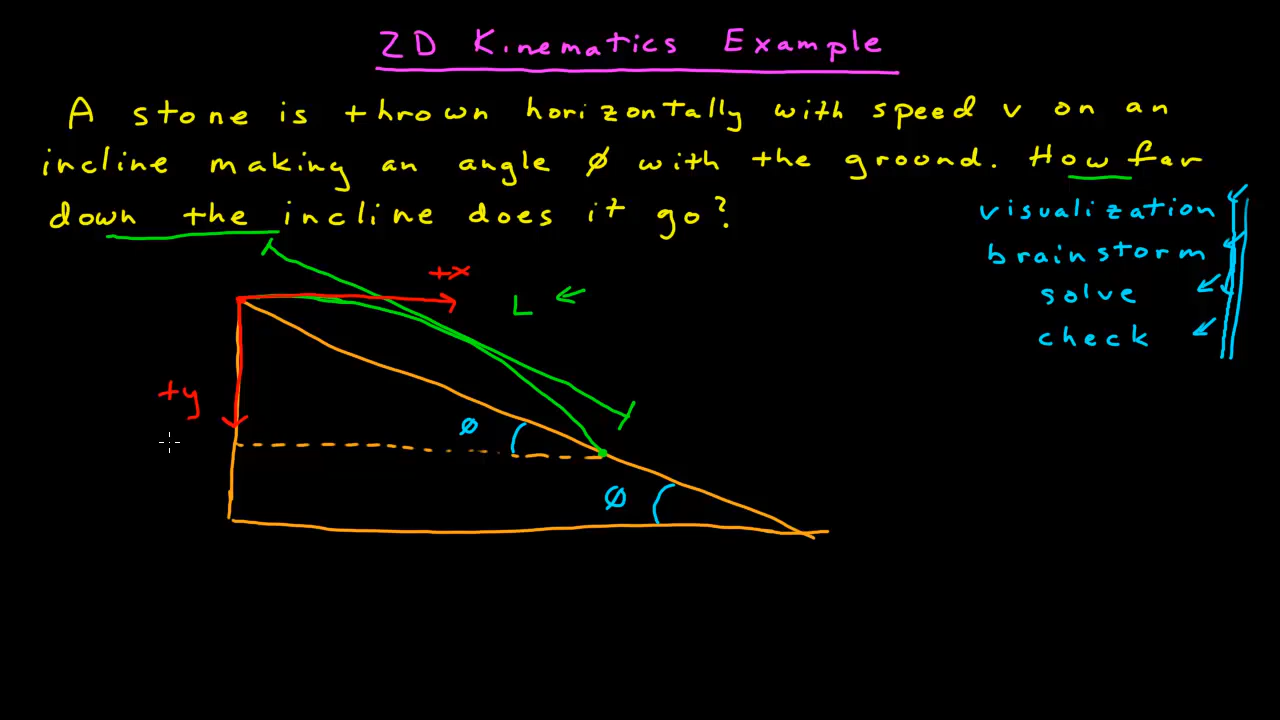 2D Kinematics Example
A stone is thrown horizontally with speed v on an
incline making an angle ø with the ground. How far
down the incline does it go?
visualization
brainstorm
solve
check
+x
L
+y
ø
ø